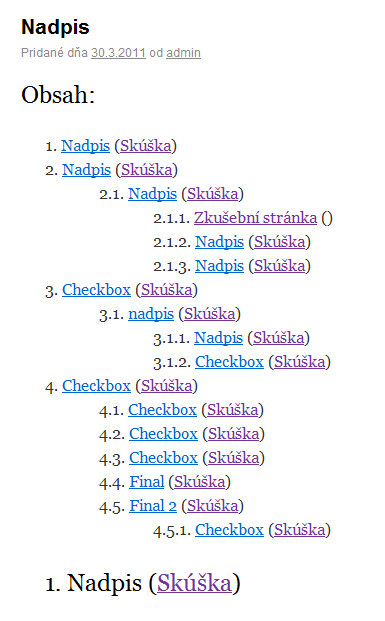 Nadpis
Pridané dňa 30.3.2011 od admin
Obsah:
1. Nadpis (Skúška)
2. Nadpis (Skúška)
2.1. Nadpis (Skúška)
2.1.1. Zkušební stránka ()
2.1.2. Nadpis (Skúška)
2.1.3. Nadpis (Skúška)
3. Checkbox (Skúška)
3.1. nadpis (Skúška)
3.1.1. Nadpis (Skúška)
3.1.2. Checkbox (Skúška)
4. Checkbox (Skúška)
4.1. Checkbox (Skúška)
4.2. Checkbox (Skúška)
4.3. Checkbox (Skúška)
4.4. Final (Skúška)
4.5. Final 2 (Skúška)
4.5.1. Checkbox (Skúška)
1. Nadpis (Skúška)